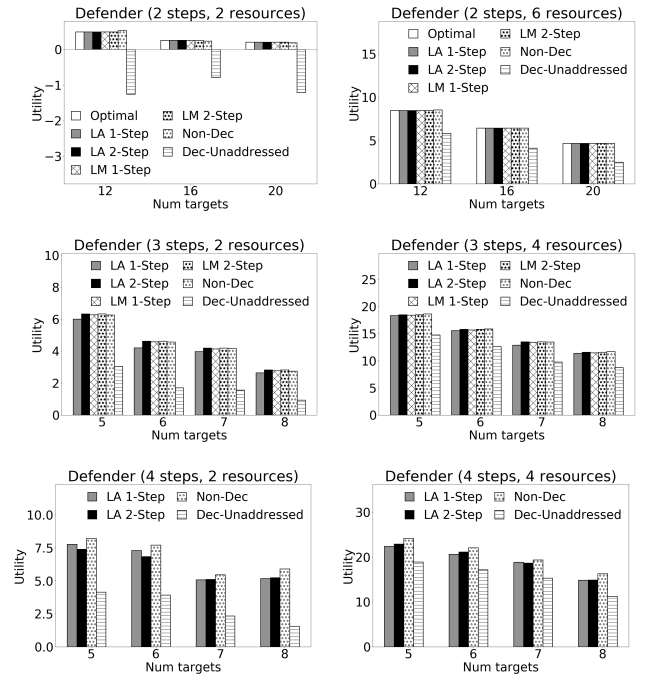 Defender (2 steps, 2 resources)
Utility
0
−1
−2
−3
Optimal
LA 1-Step
LA 2-Step
LM 1-Step
LM 2-Step
Non-Dec
Dec-Unaddressed
12 16 20
Num targets
Defender (2 steps, 6 resources)
Utility
15
10
5
0
Optimal
LA 1-Step
LA 2-Step
LM 1-Step
LM 2-Step
Non-Dec
Dec-Unaddressed
12 16 20
Num targets
Defender (3 steps, 2 resources)
Utility
10
8
6
4
2
0
LA 1-Step
LA 2-Step
LM 1-Step
LM 2-Step
Non-Dec
Dec-Unaddressed
5 6 7 8
Num targets
Defender (3 steps, 4 resources)
Utility
25
20
15
10
5
0
LA 1-Step
LA 2-Step
LM 1-Step
LM 2-Step
Non-Dec
Dec-Unaddressed
5 6 7 8
Num targets
Defender (4 steps, 2 resources)
Utility
10.0
7.5
5.0
2.5
0.0
LA 1-Step
LA 2-Step
Non-Dec
Dec-Unaddressed
5 6 7 8
Num targets
Defender (4 steps, 4 resources)
Utility
30
20
10
0
LA 1-Step
LA 2-Step
Non-Dec
Dec-Unaddressed
5 6 7 8
Num targets